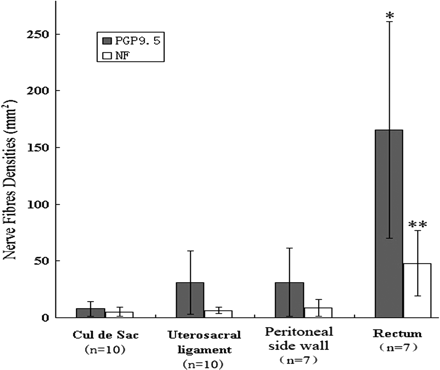 Nerve Fibres Densities (mm²)
250
200
150
100
50
0
PGP9.5
NF
*
**
Cul de Sac
(n=10)
Uterosacral
ligament
(n=10)
Peritoneal
side wall
(n=7)
Rectum
(n=7)